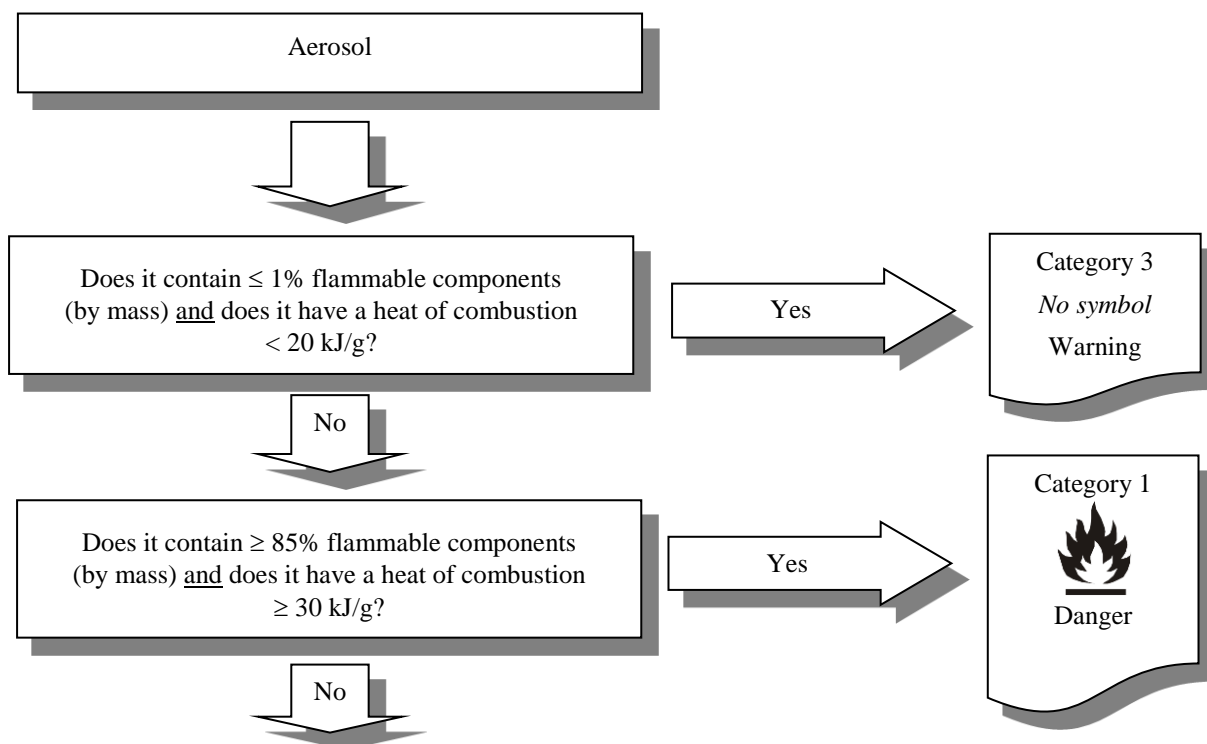 Aerosol
Does it contain ≤ 1% flammable components
(by mass) and does it have a heat of combustion
< 20 kJ/g?
Yes
Category 3
No symbol
Warning
No
Does it contain ≥ 85% flammable components
(by mass) and does it have a heat of combustion
≥ 30 kJ/g?
Yes
Category 1
Danger
No